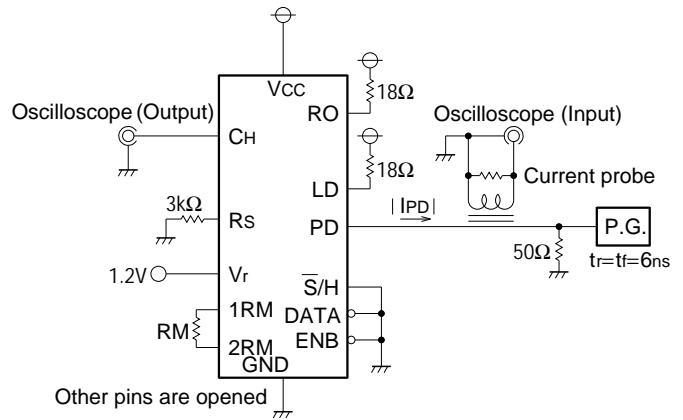 VCC
18Ω
RO
Oscilloscope (Output)
Oscilloscope (Input)
CH
18Ω
LD
Current probe
3kΩ
RS
PD
| IPD |
P.G.
50Ω
tr=tf=6ns
1.2V
Vr
S̅/H
1RM
DATA
RM
2RM
ENB
GND
Other pins are opened